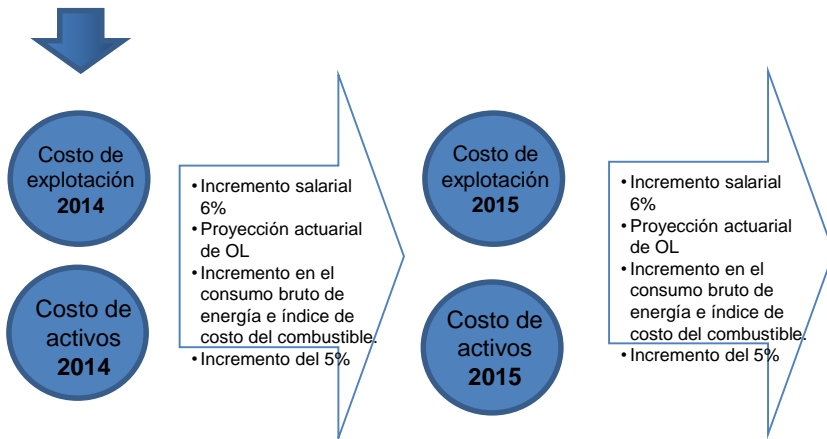 Costo de
explotación
2014
Costo de
activos
2014
•Incremento salarial
6%
•Proyección actuarial
de OL
•Incremento en el
consumo bruto de
energía e índice de
costo del combustible.
•Incremento del 5%
Costo de
explotación
2015
Costo de
activos
2015
•Incremento salarial
6%
•Proyección actuarial
de OL
•Incremento en el
consumo bruto de
energía e índice de
costo del combustible.
•Incremento del 5%